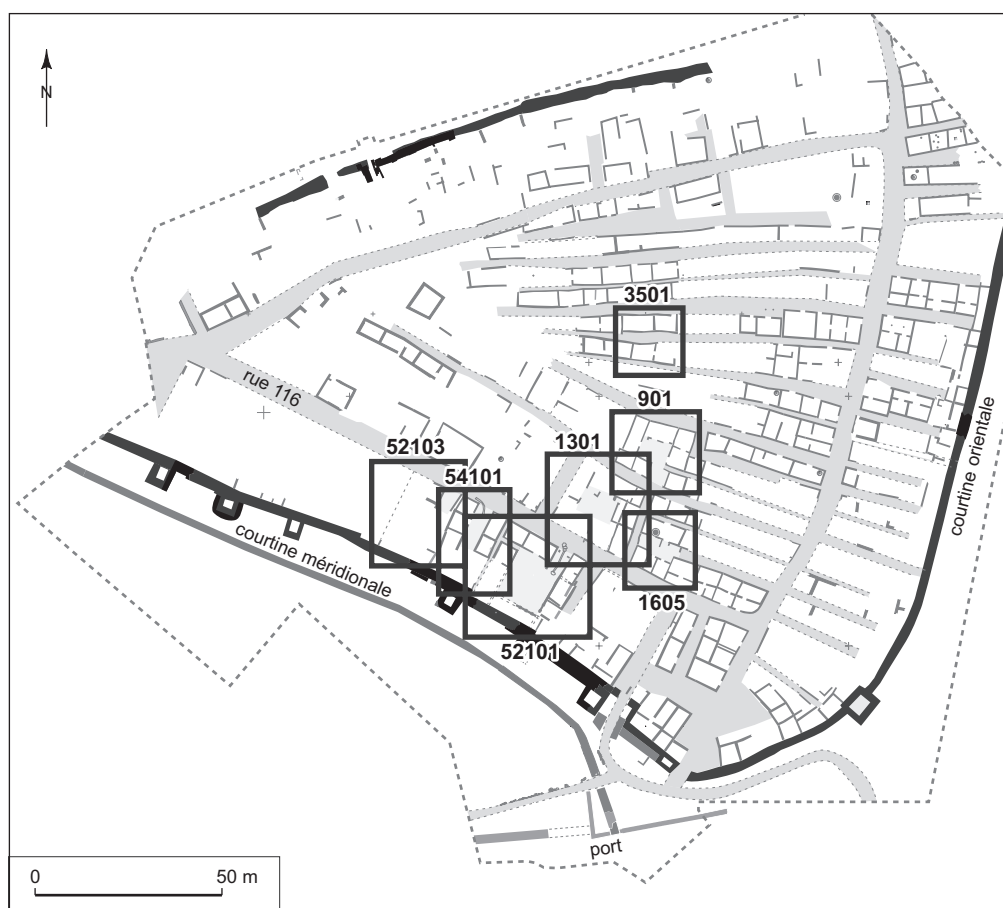 N
3501
rue 116
901
courtine orientale
52103
1301
54101
courtine méridionale
1605
52101
port
0 50 m